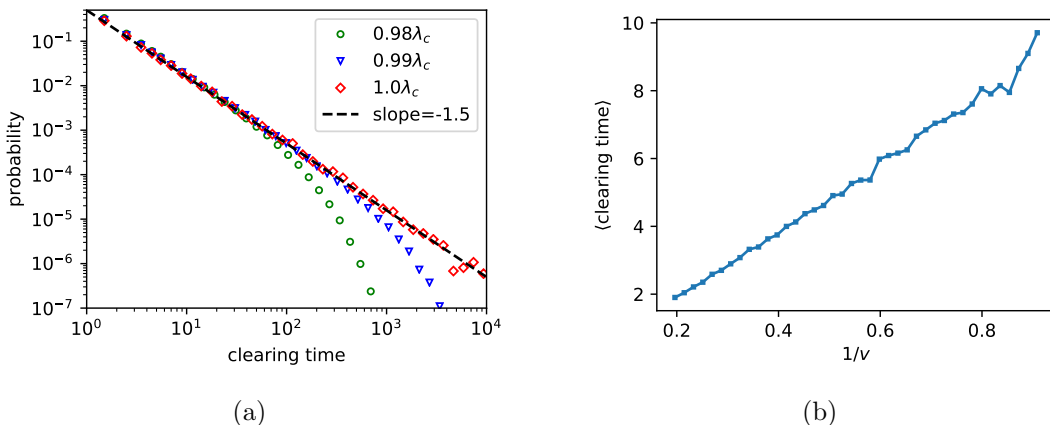 10⁻¹
10⁻²
10⁻³
10⁻⁴
10⁻⁵
10⁻⁶
10⁻⁷
probability
0.98λ_c
0.99λ_c
1.0λ_c
slope=-1.5
10⁰ 10¹ 10² 10³ 10⁴
clearing time
(a)
10
8
6
4
2
⟨clearing time⟩
0.2 0.4 0.6 0.8
1/v
(b)